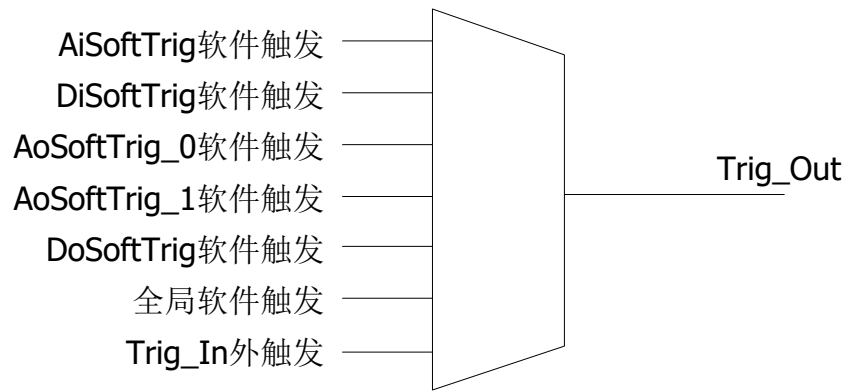 AiSoftTrig软件触发
DiSoftTrig软件触发
AoSoftTrig_0软件触发
AoSoftTrig_1软件触发
DoSoftTrig软件触发
全局软件触发
Trig_In外触发
Trig_Out